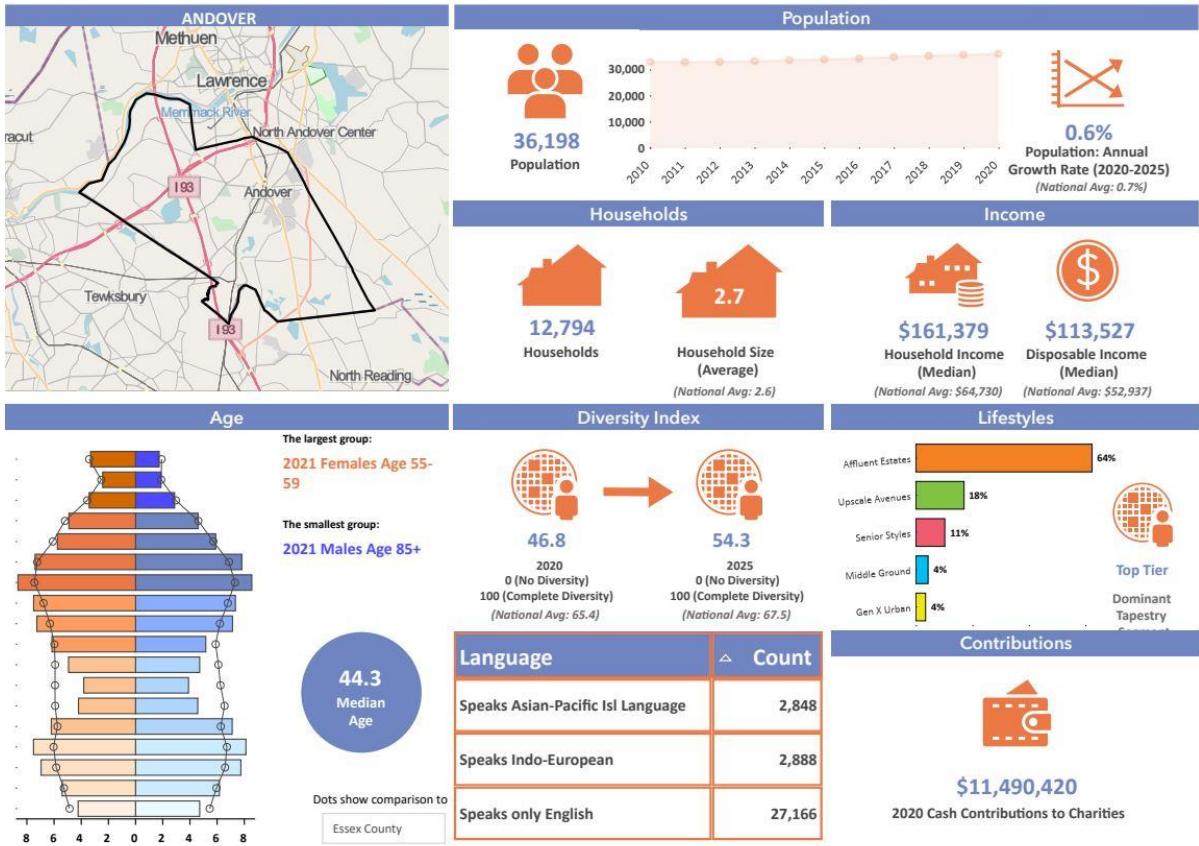 ANDOVER
Methuen
Lawrence
Merrimack River
racut
North Andover Center
I 93
Andover
Tewksbury
I 93
North Reading
Population
36,198
Population
30,000
20,000
10,000
0
2010 2011 2012 2013 2014 2015 2016 2017 2018 2019 2020
0.6%
Population: Annual
Growth Rate (2020-2025)
(National Avg: 0.7%)
Households
12,794
Households
2.7
Household Size
(Average)
(National Avg: 2.6)
Income
$161,379
Household Income
(Median)
(National Avg: $64,730)
$113,527
Disposable Income
(Median)
(National Avg: $52,937)
Age
The largest group:
2021 Females Age 55-
59
The smallest group:
2021 Males Age 85+
44.3
Median
Age
Dots show comparison to
Essex County
8 6 4 2 0 2 4 6 8
Diversity Index
46.8
2020
0 (No Diversity)
100 (Complete Diversity)
(National Avg: 65.4)
54.3
2025
0 (No Diversity)
100 (Complete Diversity)
(National Avg: 67.5)
Language Count
Speaks Asian-Pacific Isl Language 2,848
Speaks Indo-European 2,888
Speaks only English 27,166
Lifestyles
Affluent Estates 64%
Upscale Avenues 18%
Senior Styles 11%
Middle Ground 4%
Gen X Urban 4%
Top Tier
Dominant
Tapestry
Contributions
$11,490,420
2020 Cash Contributions to Charities